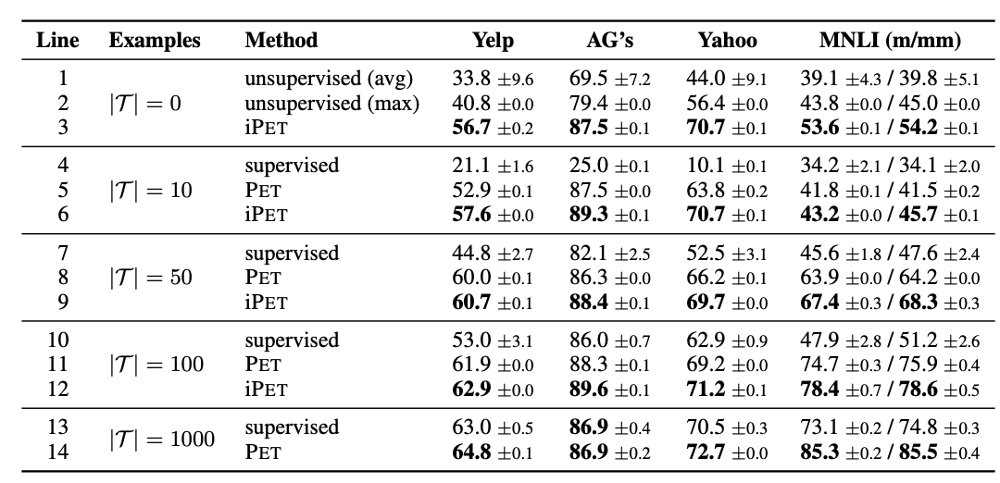 Line Examples Method Yelp AG's Yahoo MNLI (m/mm)
1 unsupervised (avg) 33.8 ±9.6 69.5 ±7.2 44.0 ±9.1 39.1 ±4.3 / 39.8 ±5.1
2 |𝒯| = 0 unsupervised (max) 40.8 ±0.0 79.4 ±0.0 56.4 ±0.0 43.8 ±0.0 / 45.0 ±0.0
3 iPET 56.7 ±0.2 87.5 ±0.1 70.7 ±0.1 53.6 ±0.1 / 54.2 ±0.1
4 supervised 21.1 ±1.6 25.0 ±0.1 10.1 ±0.1 34.2 ±2.1 / 34.1 ±2.0
5 |𝒯| = 10 PET 52.9 ±0.1 87.5 ±0.0 63.8 ±0.2 41.8 ±0.1 / 41.5 ±0.2
6 iPET 57.6 ±0.0 89.3 ±0.1 70.7 ±0.1 43.2 ±0.0 / 45.7 ±0.1
7 supervised 44.8 ±2.7 82.1 ±2.5 52.5 ±3.1 45.6 ±1.8 / 47.6 ±2.4
8 |𝒯| = 50 PET 60.0 ±0.1 86.3 ±0.0 66.2 ±0.1 63.9 ±0.0 / 64.2 ±0.0
9 iPET 60.7 ±0.1 88.4 ±0.1 69.7 ±0.0 67.4 ±0.3 / 68.3 ±0.3
10 supervised 53.0 ±3.1 86.0 ±0.7 62.9 ±0.9 47.9 ±2.8 / 51.2 ±2.6
11 |𝒯| = 100 PET 61.9 ±0.0 88.3 ±0.1 69.2 ±0.0 74.7 ±0.3 / 75.9 ±0.4
12 iPET 62.9 ±0.0 89.6 ±0.1 71.2 ±0.1 78.4 ±0.7 / 78.6 ±0.5
13 |𝒯| = 1000 supervised 63.0 ±0.5 86.9 ±0.4 70.5 ±0.3 73.1 ±0.2 / 74.8 ±0.3
14 PET 64.8 ±0.1 86.9 ±0.2 72.7 ±0.0 85.3 ±0.2 / 85.5 ±0.4